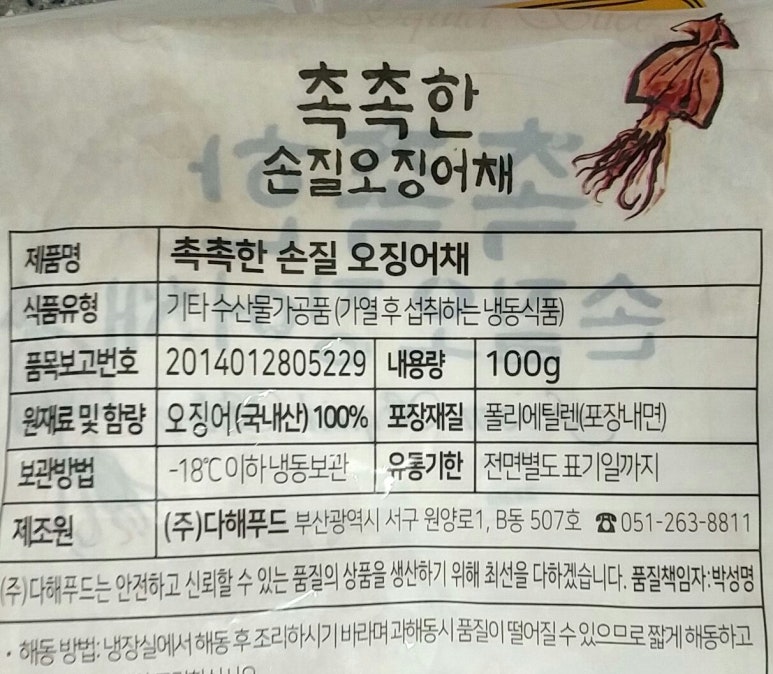 촉촉한
손질오징어채
제품명 촉촉한 손질 오징어채
식품유형 기타 수산물가공품 (가열 후 섭취하는 냉동식품)
품목보고번호 2014012805229 내용량 100g
원재료 및 함량 오징어(국내산) 100% 포장재질 폴리에틸렌(포장내면)
보관방법 -18℃ 이하 냉동보관 유통기한 전면별도 표기일까지
제조원 (주)다해푸드 부산광역시 서구 원양로1, B동 507호 ☎051-263-8811
(주)다해푸드는 안전하고 신뢰할 수 있는 품질의 상품을 생산하기 위해 최선을 다하겠습니다. 품질책임자:박성명
· 해동 방법: 냉장실에서 해동 후 조리하시기 바라며 과해동시 품질이 떨어질 수 있으므로 짧게 해동하고